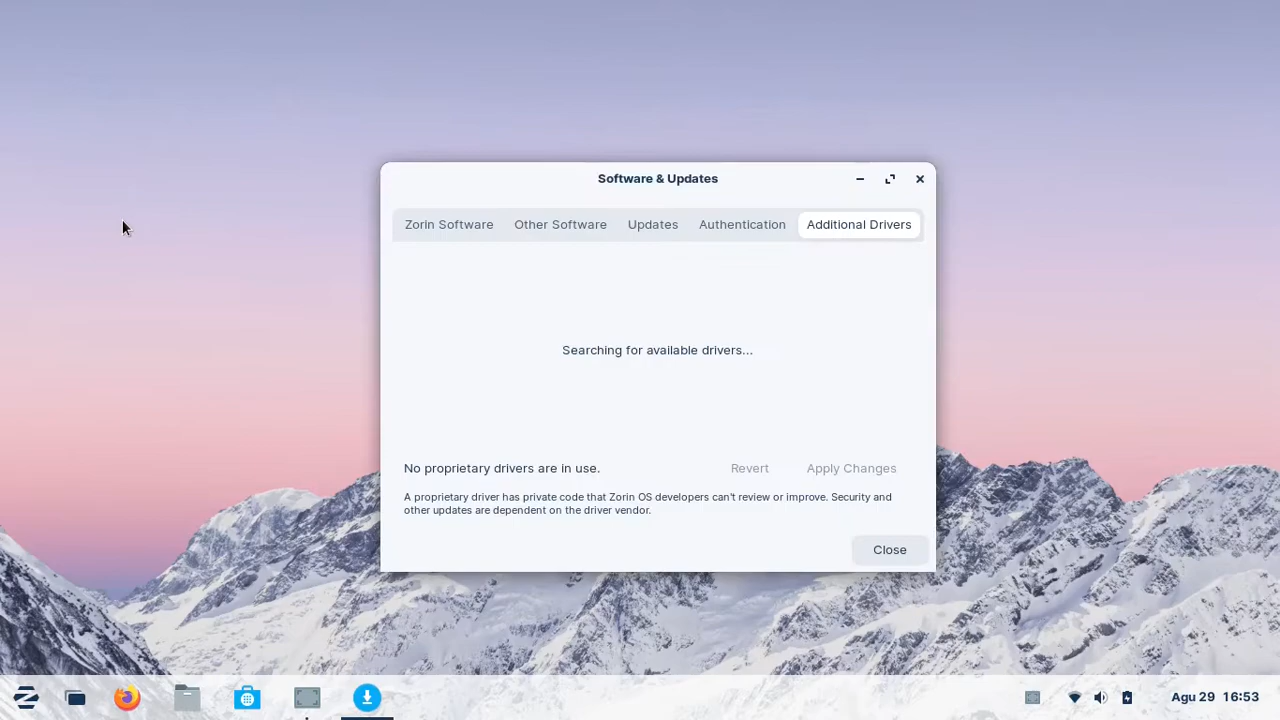 Software & Updates
Zorin Software Other Software Updates Authentication Additional Drivers
Searching for available drivers...
No proprietary drivers are in use. Revert Apply Changes
A proprietary driver has private code that Zorin OS developers can't review or improve. Security and
other updates are dependent on the driver vendor.
Close
Agu 29 16:53